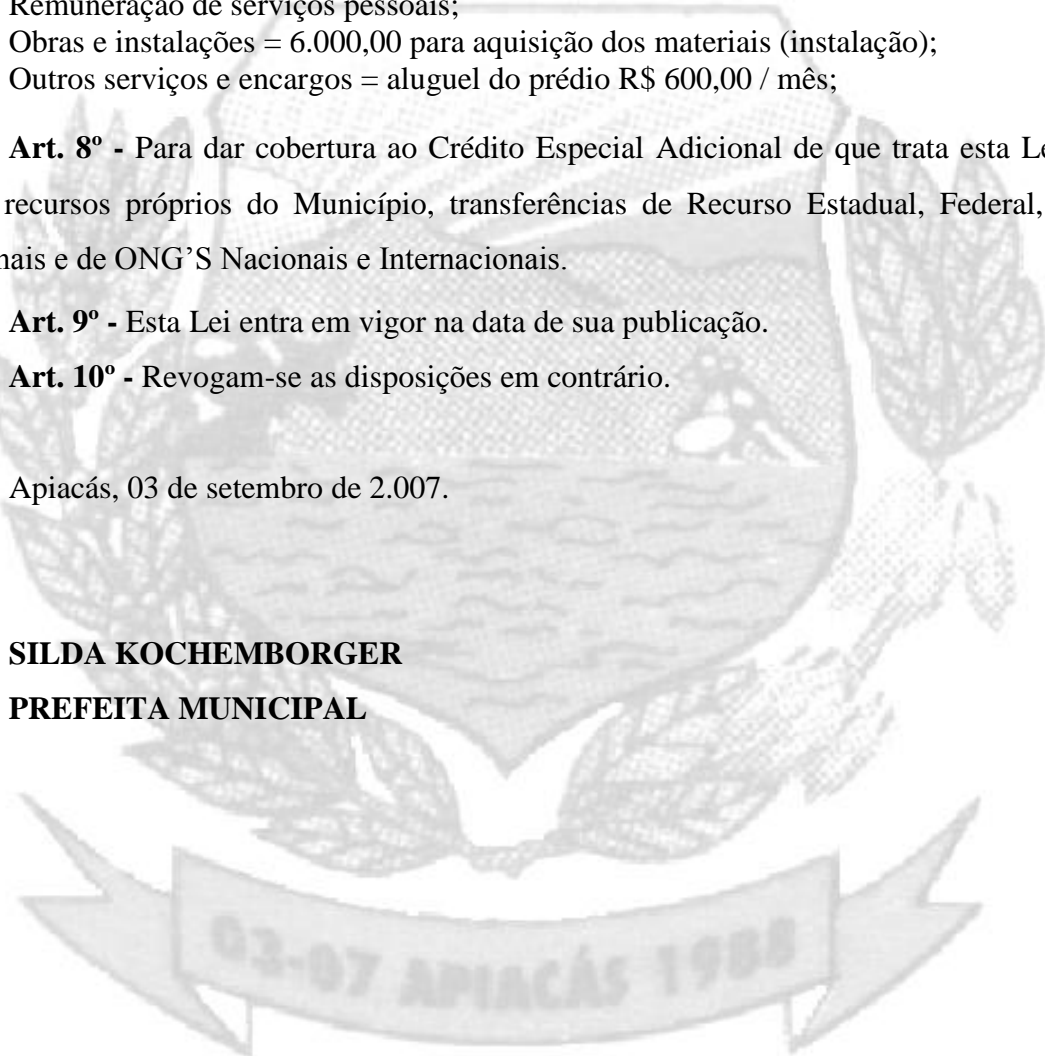 Remuneração de serviços pessoais;
Obras e instalações = 6.000,00 para aquisição dos materiais (instalação);
Outros serviços e encargos = aluguel do prédio R$ 600,00 / mês;
Art. 8º - Para dar cobertura ao Crédito Especial Adicional de que trata esta
recursos próprios do Município, transferências de Recurso Estadual, Federal,
e de ONG’S Nacionais e Internacionais.
Art. 9º - Esta Lei entra em vigor na data de sua publicação.
Art. 10º - Revogam-se as disposições em contrário.
Apiacás, 03 de setembro de 2.007.
SILDA KOCHEMBORGER
PREFEITA MUNICIPAL
03-07 APIACÁS 1988